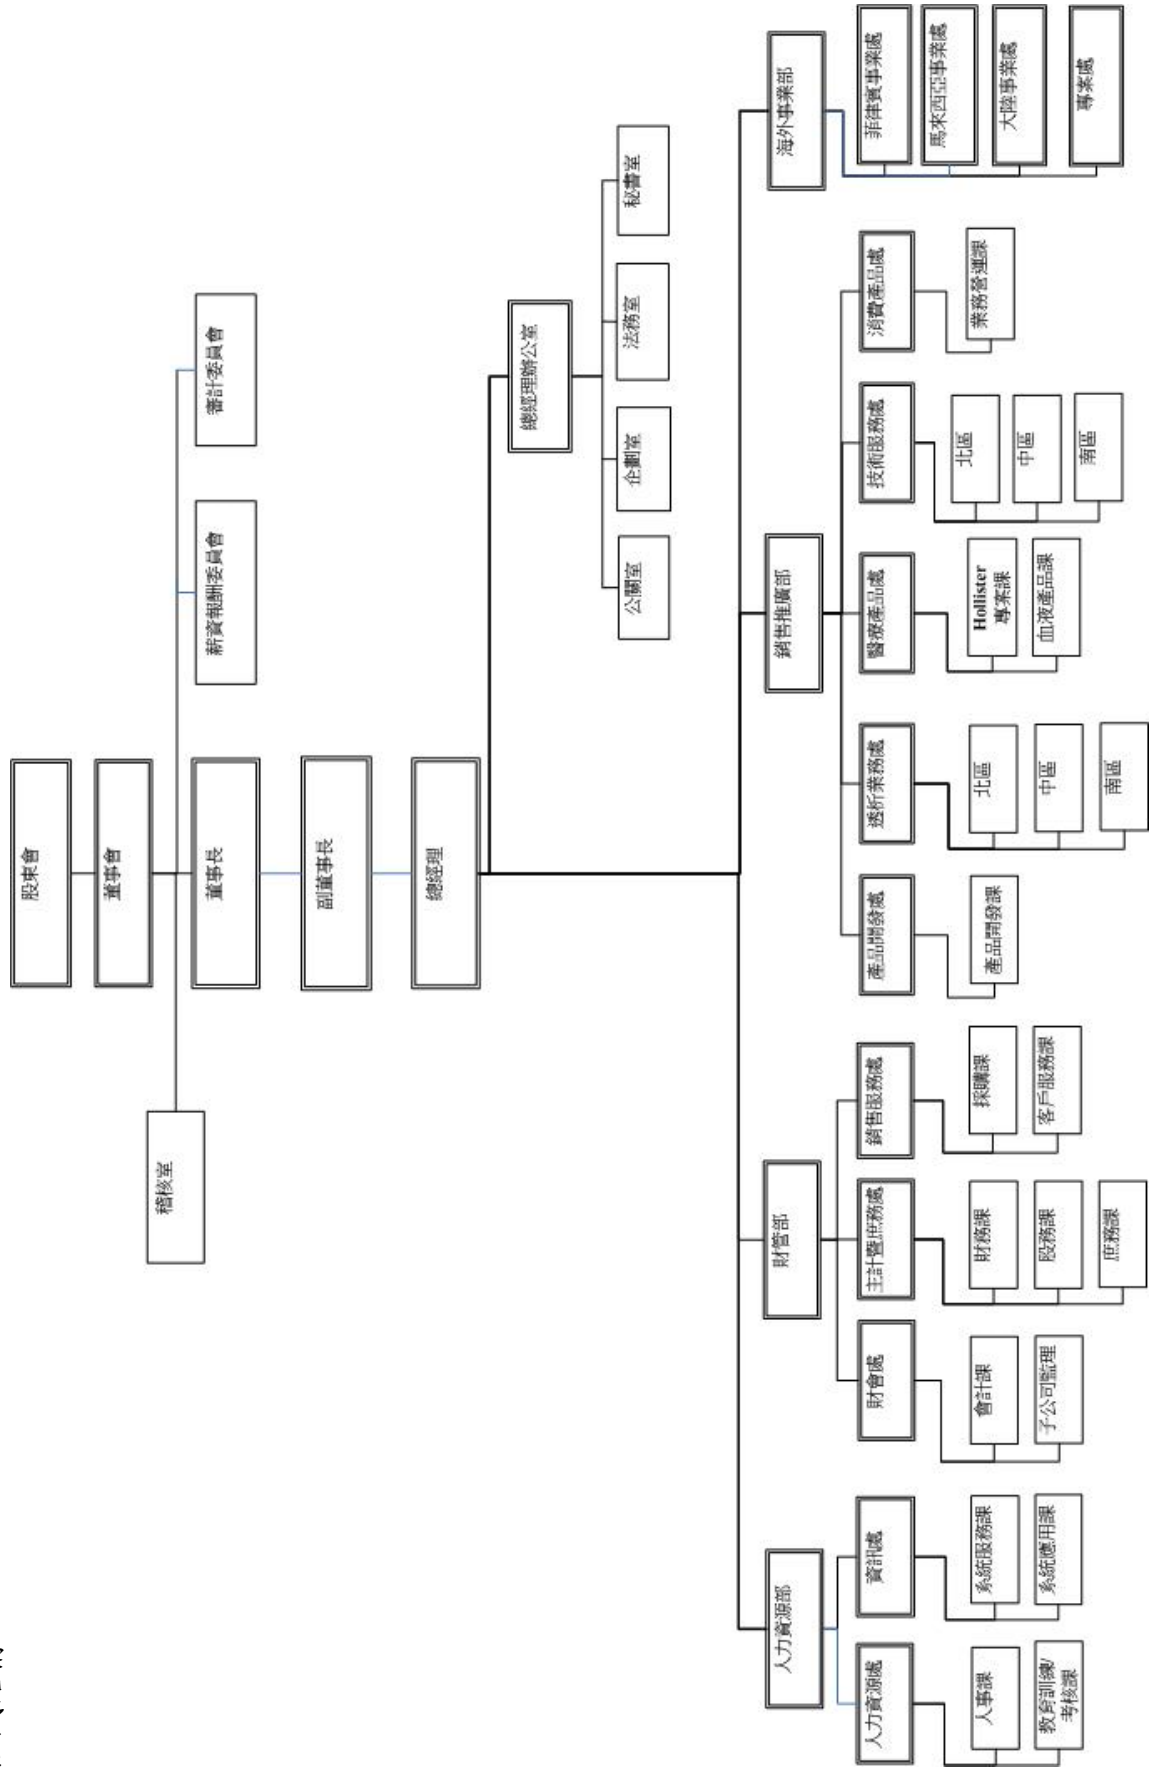 股東會
董事會
稽核室
薪資報酬委員會
審計委員會
董事長
副董事長
總經理
總經理辦公室
公關室
企劃室
法務室
秘書室
人力資源部
財管部
銷售推廣部
海外事業部
人力資源處
人事課
教育訓練/
考核課
資訊處
系統服務課
系統應用課
財會處
會計課
子公司監理
主計暨庶務處
財務課
股務課
庶務課
銷售服務處
採購課
客戶服務課
產品開發處
產品開發課
透析業務處
北區
中區
南區
醫療產品處
Hollister
專案課
血液產品課
技術服務處
北區
中區
南區
消費產品處
業務營運課
菲律賓事業處
馬來西亞事業處
大陸事業處
專案處